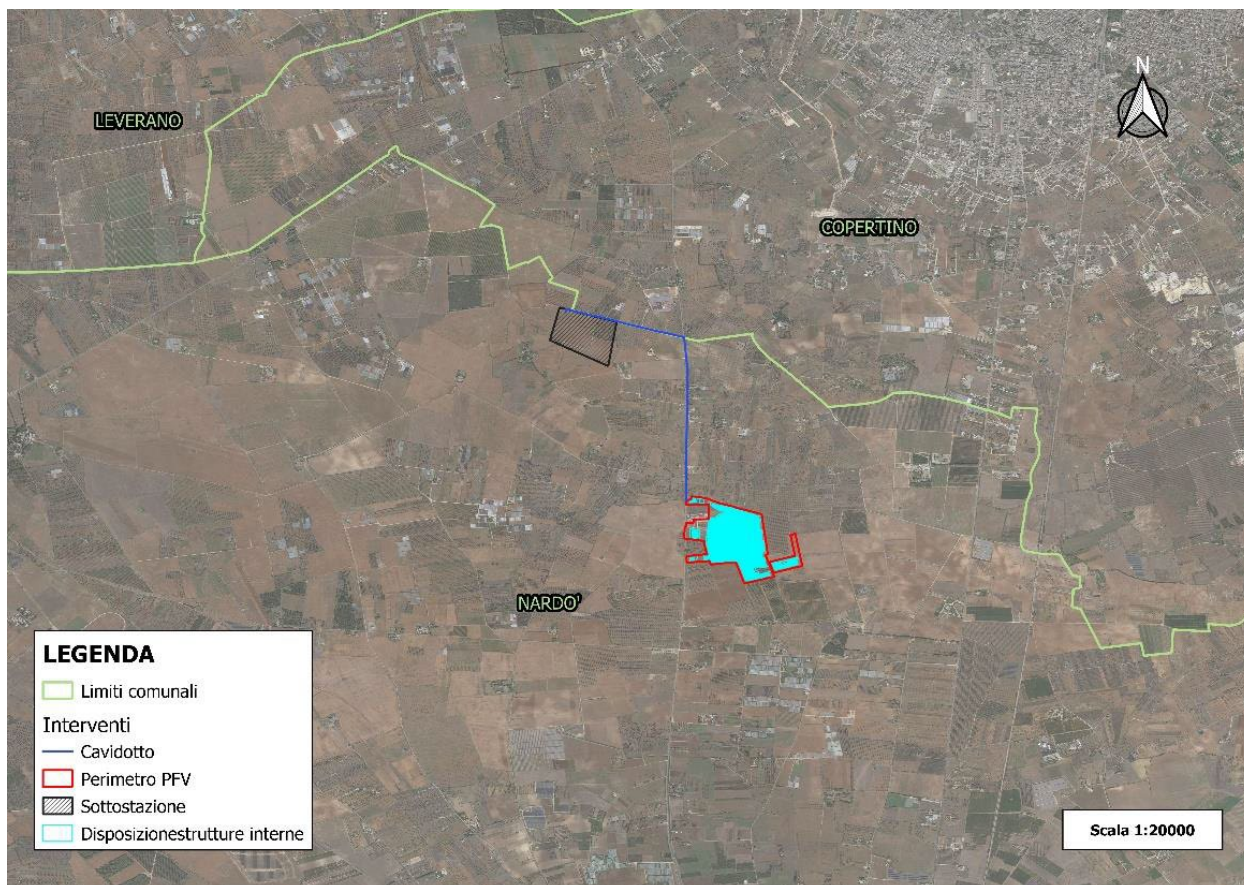 N
LEVERANO
COPERTINO
NARDO'
LEGENDA
Limiti comunali
Interventi
Cavidotto
Perimetro PFV
Sottostazione
Disposizionestrutture interne
Scala 1:20000